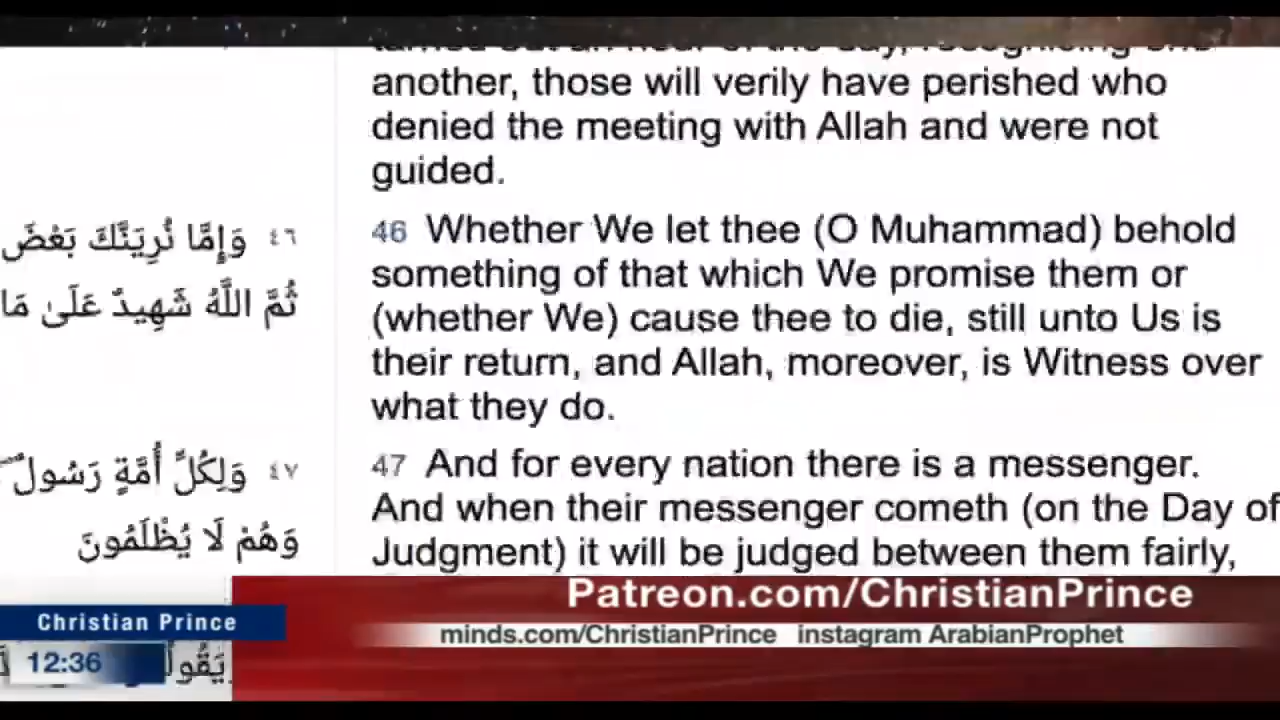 another, those will verily have perished who
denied the meeting with Allah and were not
guided.
٤٦ وَإِمَّا نُرِيَنَّكَ بَعْضَ
ثُمَّ اللَّهُ شَهِيدٌ عَلَىٰ مَا
46 Whether We let thee (O Muhammad) behold
something of that which We promise them or
(whether We) cause thee to die, still unto Us is
their return, and Allah, moreover, is Witness over
what they do.
٤٧ وَلِكُلِّ أُمَّةٍ رَسُولٌ ۖ
وَهُمْ لَا يُظْلَمُونَ
47 And for every nation there is a messenger.
And when their messenger cometh (on the Day of
Judgment) it will be judged between them fairly,
Patreon.com/ChristianPrince
Christian Prince
minds.com/ChristianPrince instagram ArabianProphet
12:36